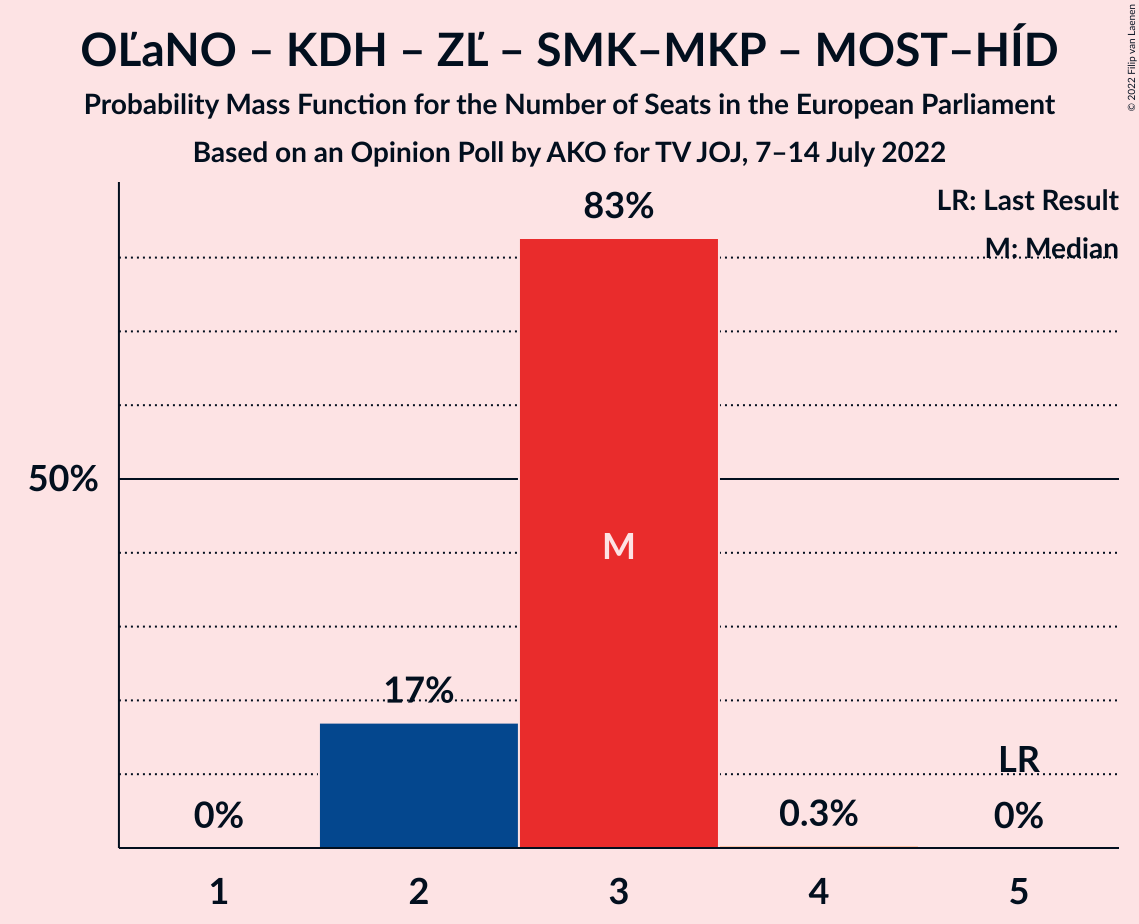 OĽaNO – KDH – ZĽ – SMK–MKP – MOST–HÍD
Probability Mass Function for the Number of Seats in the European Parliament
Based on an Opinion Poll by AKO for TV JOJ, 7–14 July 2022
© 2022 Filip van Laenen
LR: Last Result
M: Median
83%
50%
M
17%
LR
0%
0.3%
0%
1 2 3 4 5